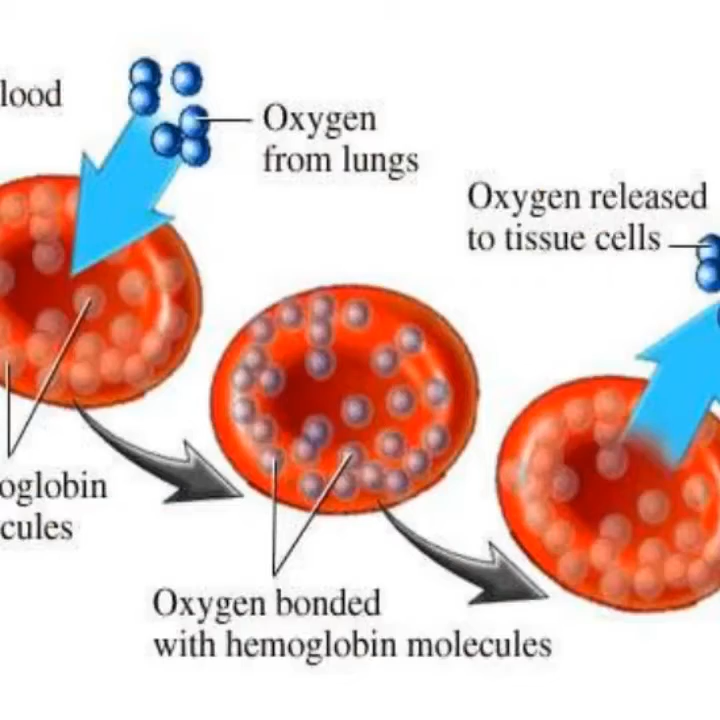 lood
Oxygen
from lungs
Oxygen released
to tissue cells
oglobin
cules
Oxygen bonded
with hemoglobin molecules